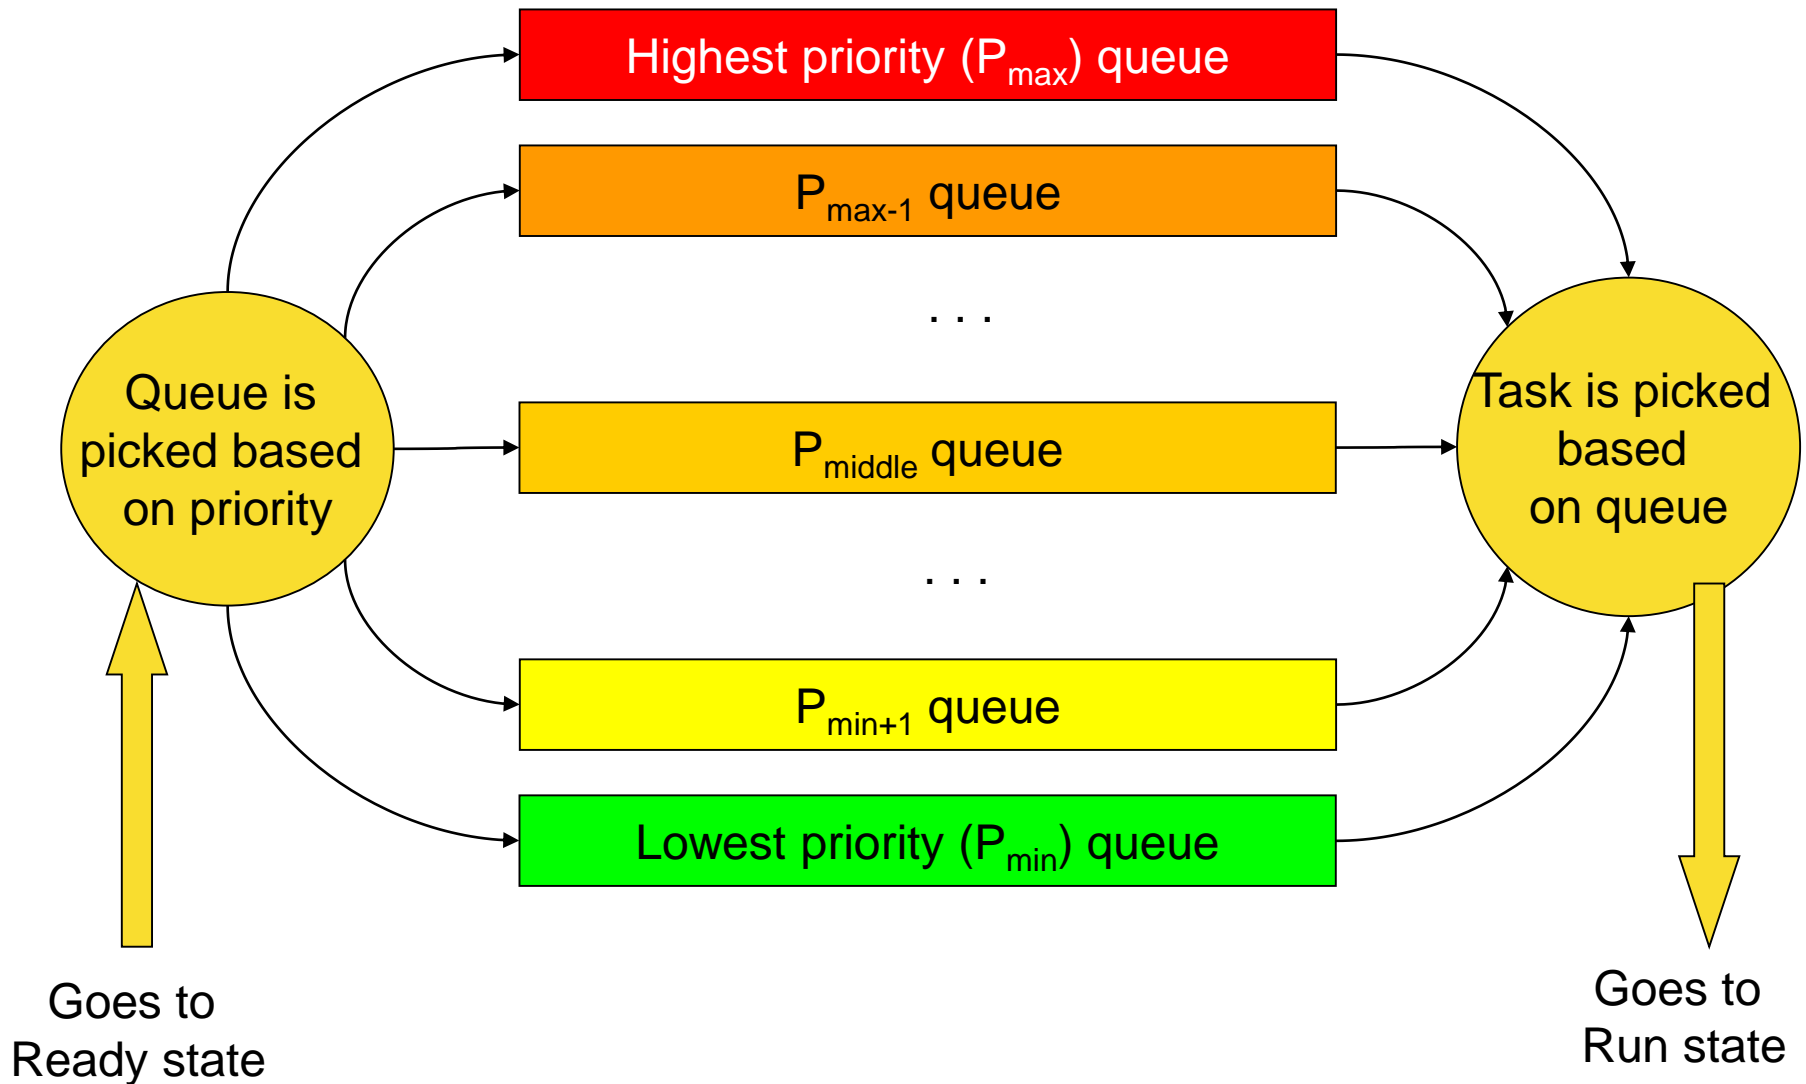 Highest priority (Pmax) queue
Pmax-1 queue
. . .
Queue is
picked based
on priority
Pmiddle queue
Task is picked
based
on queue
. . .
Pmin+1 queue
Lowest priority (Pmin) queue
Goes to
Ready state
Goes to
Run state